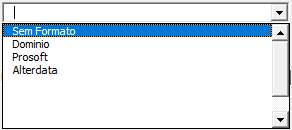 Sem Formato
Dominio
Prosoft
Alterdata